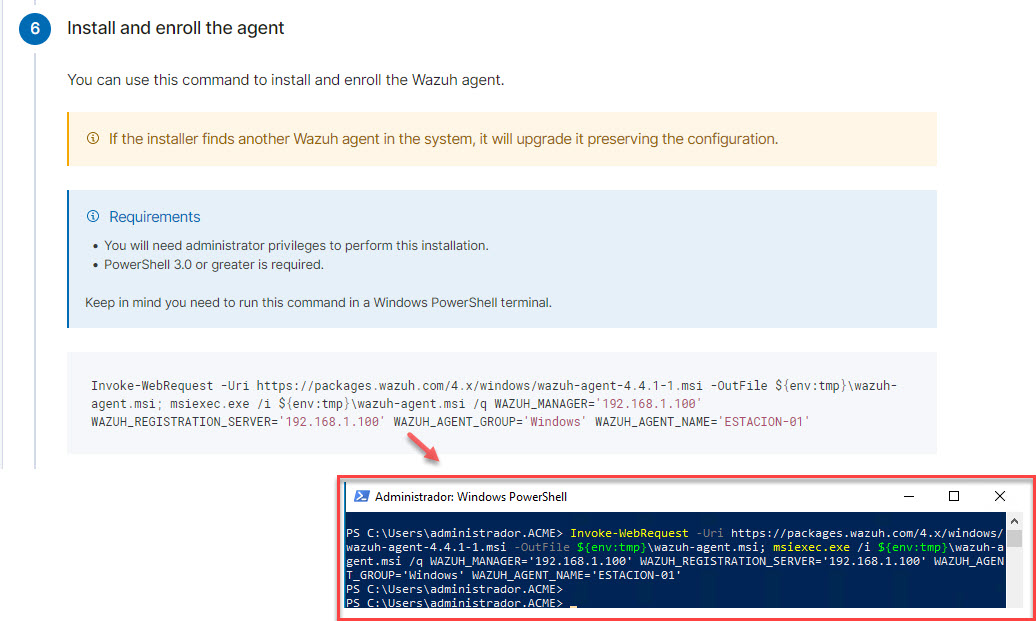 6 Install and enroll the agent
You can use this command to install and enroll the Wazuh agent.
If the installer finds another Wazuh agent in the system, it will upgrade it preserving the configuration.
Requirements
• You will need administrator privileges to perform this installation.
• PowerShell 3.0 or greater is required.
Keep in mind you need to run this command in a Windows PowerShell terminal.
Invoke-WebRequest -Uri https://packages.wazuh.com/4.x/windows/wazuh-agent-4.4.1-1.msi -OutFile ${env:tmp}\wazuh-
agent.msi; msiexec.exe /i ${env:tmp}\wazuh-agent.msi /q WAZUH_MANAGER='192.168.1.100'
WAZUH_REGISTRATION_SERVER='192.168.1.100' WAZUH_AGENT_GROUP='Windows' WAZUH_AGENT_NAME='ESTACION-01'
Administrador: Windows PowerShell
PS C:\Users\administrador.ACME> Invoke-WebRequest -Uri https://packages.wazuh.com/4.x/windows/
wazuh-agent-4.4.1-1.msi -OutFile ${env:tmp}\wazuh-agent.msi; msiexec.exe /i ${env:tmp}\wazuh-a
gent.msi /q WAZUH_MANAGER='192.168.1.100' WAZUH_REGISTRATION_SERVER='192.168.1.100' WAZUH_AGEN
T_GROUP='Windows' WAZUH_AGENT_NAME='ESTACION-01'
PS C:\Users\administrador.ACME>
PS C:\Users\administrador.ACME> _